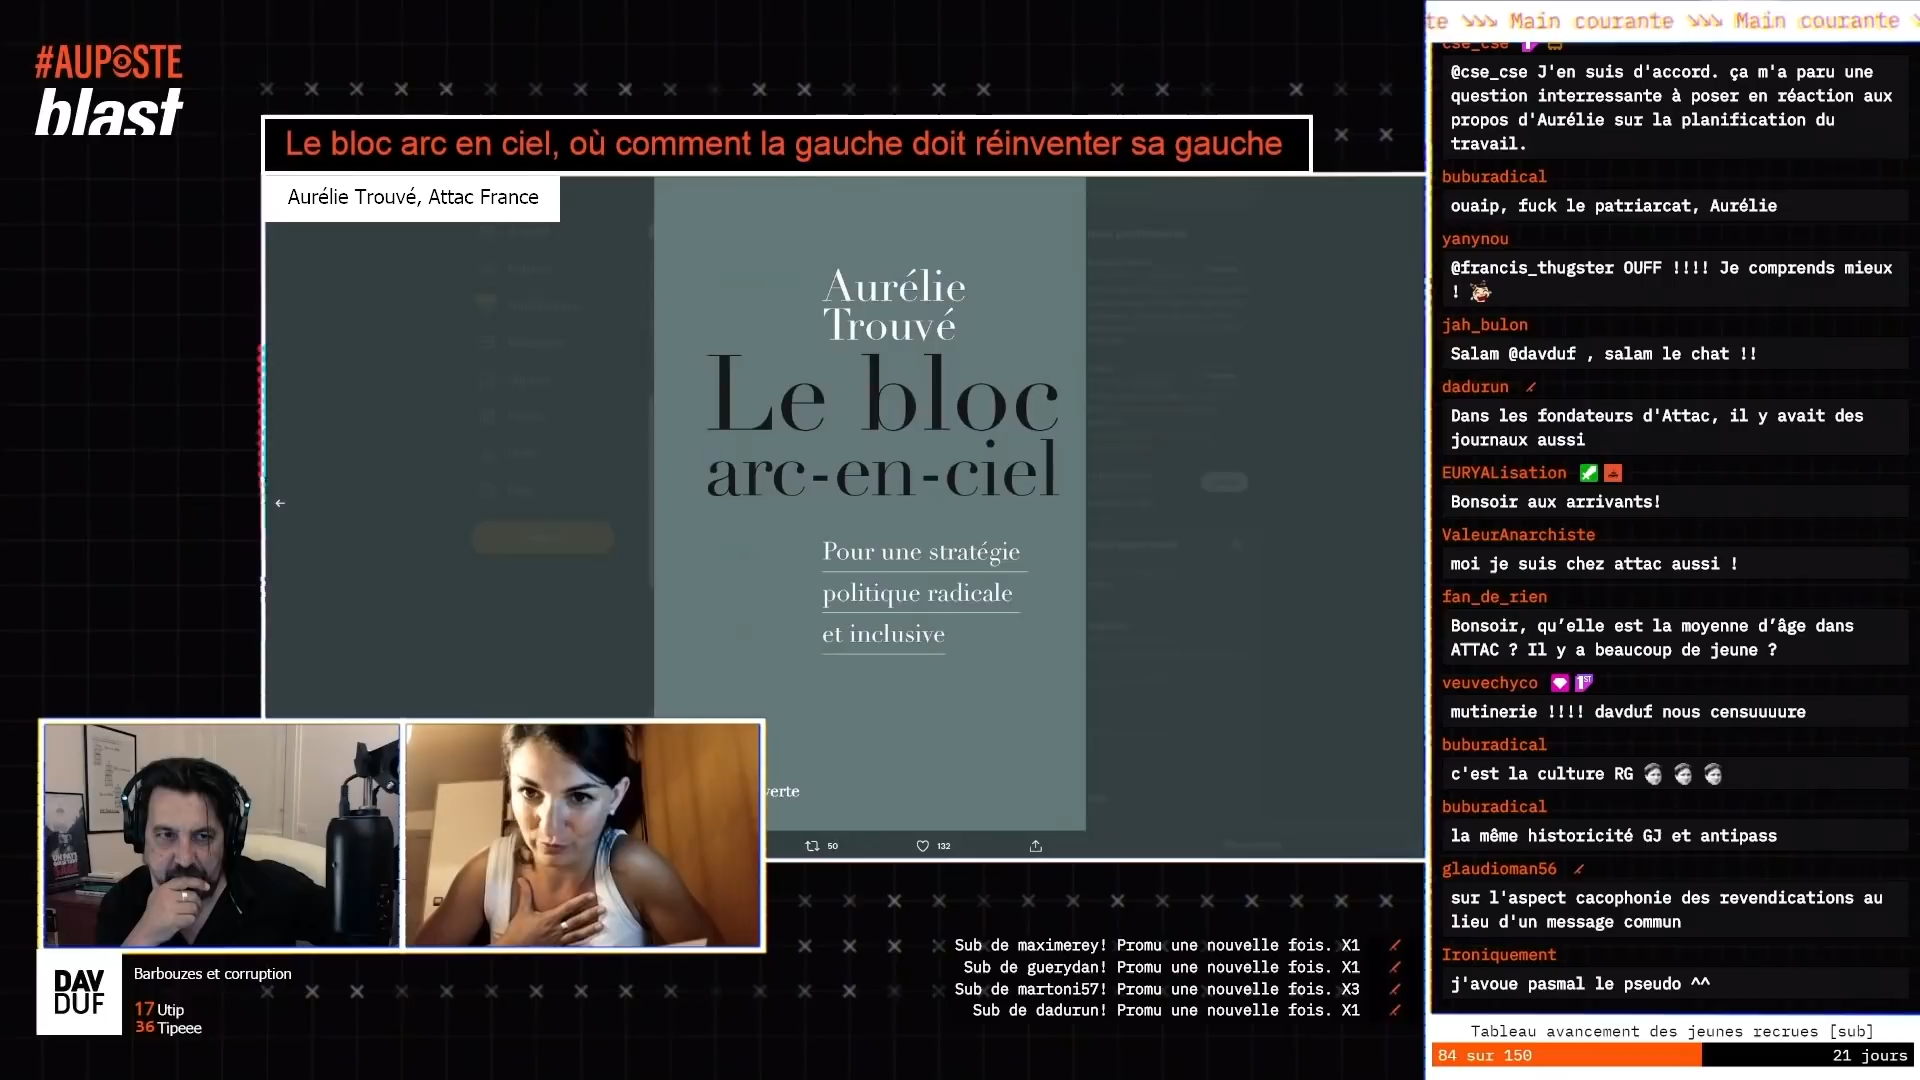 #AUPOSTE
blast
Le bloc arc en ciel, où comment la gauche doit réinventer sa gauche
Aurélie Trouvé, Attac France
Aurélie
Trouvé
Le bloc
arc-en-ciel
Pour une stratégie
politique radicale
et inclusive
verte
50
132
DAV
DUF
Barbouzes et corruption
17 Utip
36 Tipeee
Sub de maximerey! Promu une nouvelle fois. X1
Sub de guerydan! Promu une nouvelle fois. X1
Sub de martoni57! Promu une nouvelle fois. X3
Sub de dadurun! Promu une nouvelle fois. X1
te Main courante Main courante
cse_cse
@cse_cse J'en suis d'accord. ça m'a paru une
question interressante à poser en réaction aux
propos d'Aurélie sur la planification du
travail.
buburadical
ouaip, fuck le patriarcat, Aurélie
yanynou
@francis_thugster OUFF !!!! Je comprends mieux
!
jah_bulon
Salam @davduf , salam le chat !!
dadurun
Dans les fondateurs d'Attac, il y avait des
journaux aussi
EURYALisation
Bonsoir aux arrivants!
ValeurAnarchiste
moi je suis chez attac aussi !
fan_de_rien
Bonsoir, qu’elle est la moyenne d’âge dans
ATTAC ? Il y a beaucoup de jeune ?
veuvechyco
mutinerie !!!! davduf nous censuuuure
buburadical
c'est la culture RG
buburadical
la même historicité GJ et antipass
glaudioman56
sur l'aspect cacophonie des revendications au
lieu d'un message commun
Ironiquement
j'avoue pasmal le pseudo ^^
Tableau avancement des jeunes recrues [sub]
84 sur 150 21 jours